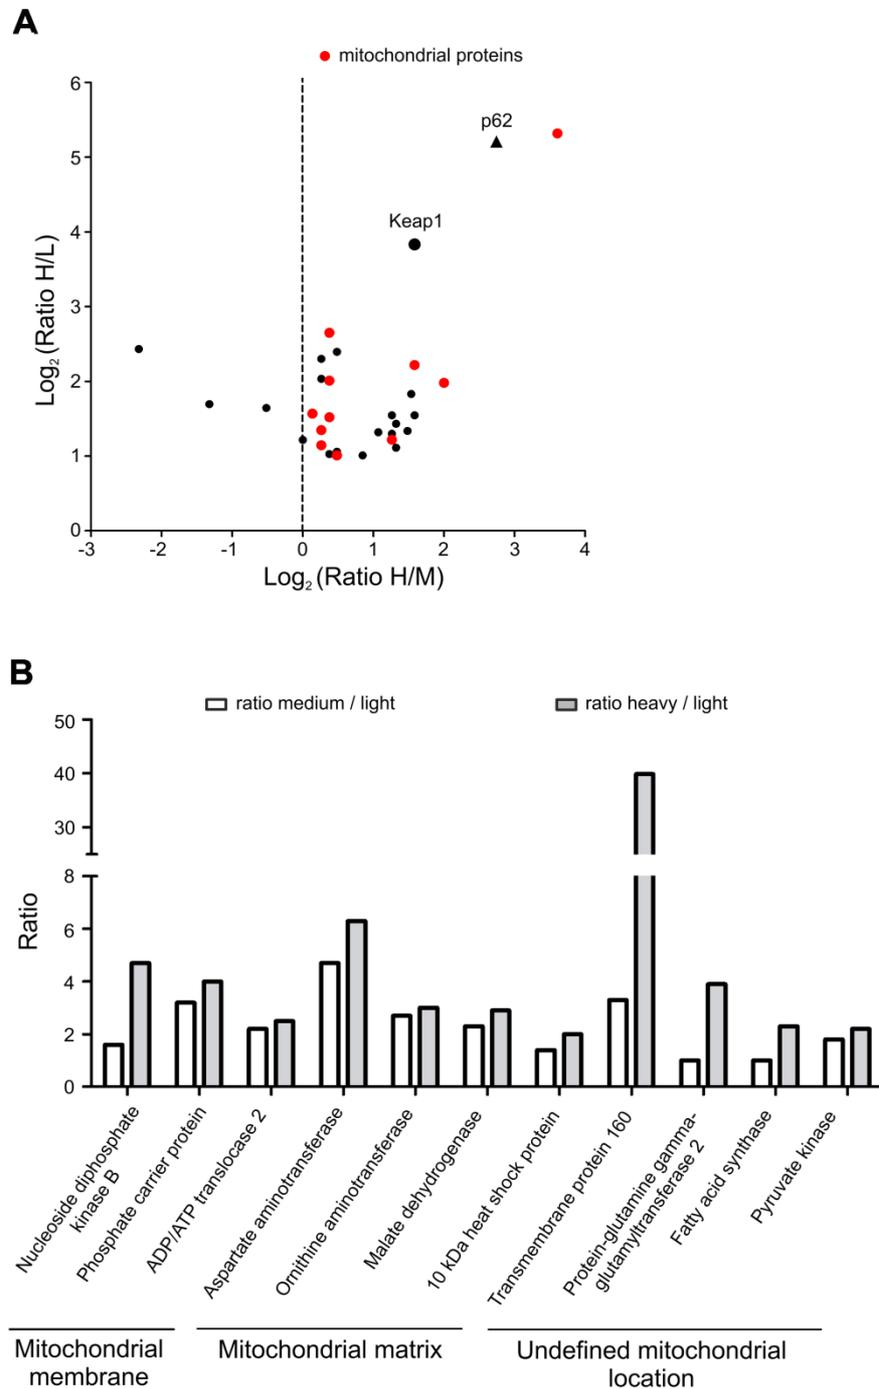 A
mitochondrial proteins
6
5
4
3
2
1
0
Log2 (Ratio H/L)
p62
Keap1
-3 -2 -1 0 1 2 3 4
Log2 (Ratio H/M)
B
ratio medium / light ratio heavy / light
50
40
30
8
6
4
2
0
Ratio
Nucleoside diphosphate
kinase B
Phosphate carrier protein
ADP/ATP translocase 2
Aspartate aminotransferase
Ornithine aminotransferase
Malate dehydrogenase
10 kDa heat shock protein
Transmembrane protein 160
Protein-glutamine gamma-
glutamyltransferase 2
Fatty acid synthase
Pyruvate kinase
Mitochondrial
membrane
Mitochondrial matrix
Undefined mitochondrial
location